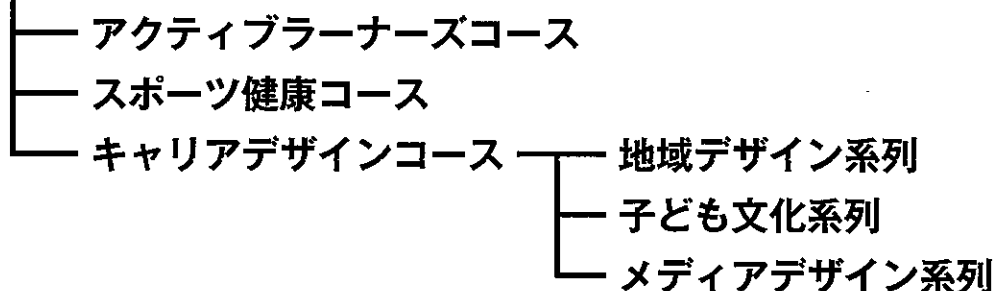 アクティブラーナーズコース
スポーツ健康コース
キャリアデザインコース 地域デザイン系列
子ども文化系列
メディアデザイン系列